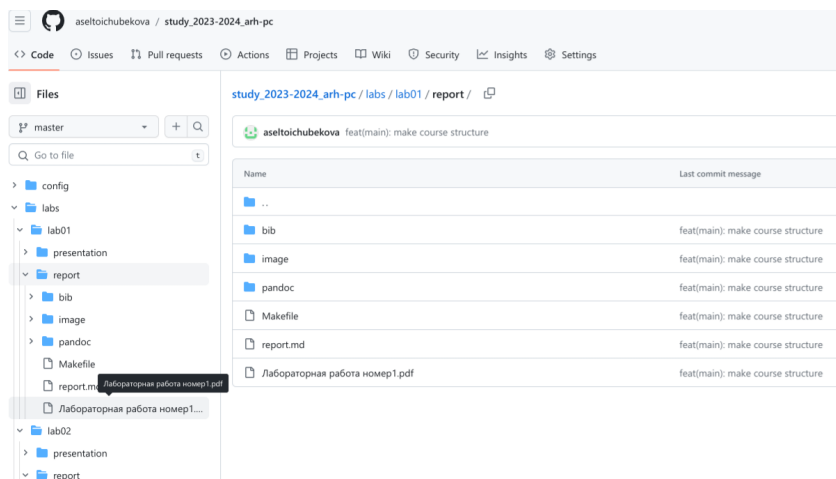 aseltoichubekova / study_2023-2024_arh-pc
Code Issues Pull requests Actions Projects Wiki Security Insights Settings
Files
master
Go to file t
config
labs
lab01
presentation
report
bib
image
pandoc
Makefile
report.md
Лабораторная работа номер1.pdf
Лабораторная работа номер1....
lab02
presentation
report
study_2023-2024_arh-pc / labs / lab01 / report /
aseltoichubekova feat(main): make course structure
Name Last commit message
..
bib feat(main): make course structure
image feat(main): make course structure
pandoc feat(main): make course structure
Makefile feat(main): make course structure
report.md feat(main): make course structure
Лабораторная работа номер1.pdf feat(main): make course structure